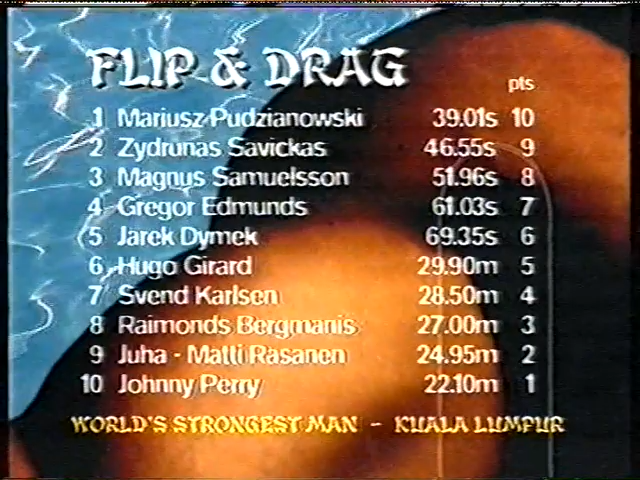 FLIP & DRAG
pts
1 Mariusz Pudzianowski 39.01s 10
2 Zydrunas Savickas 46.55s 9
3 Magnus Samuelsson 51.96s 8
4 Gregor Edmunds 61.03s 7
5 Jarek Dymek 69.35s 6
6 Hugo Girard 29.90m 5
7 Svend Karlsen 28.50m 4
8 Raimonds Bergmanis 27.00m 3
9 Juha - Matti Rasanen 24.95m 2
10 Johnny Perry 22.10m 1
WORLD'S STRONGEST MAN - KUALA LUMPUR